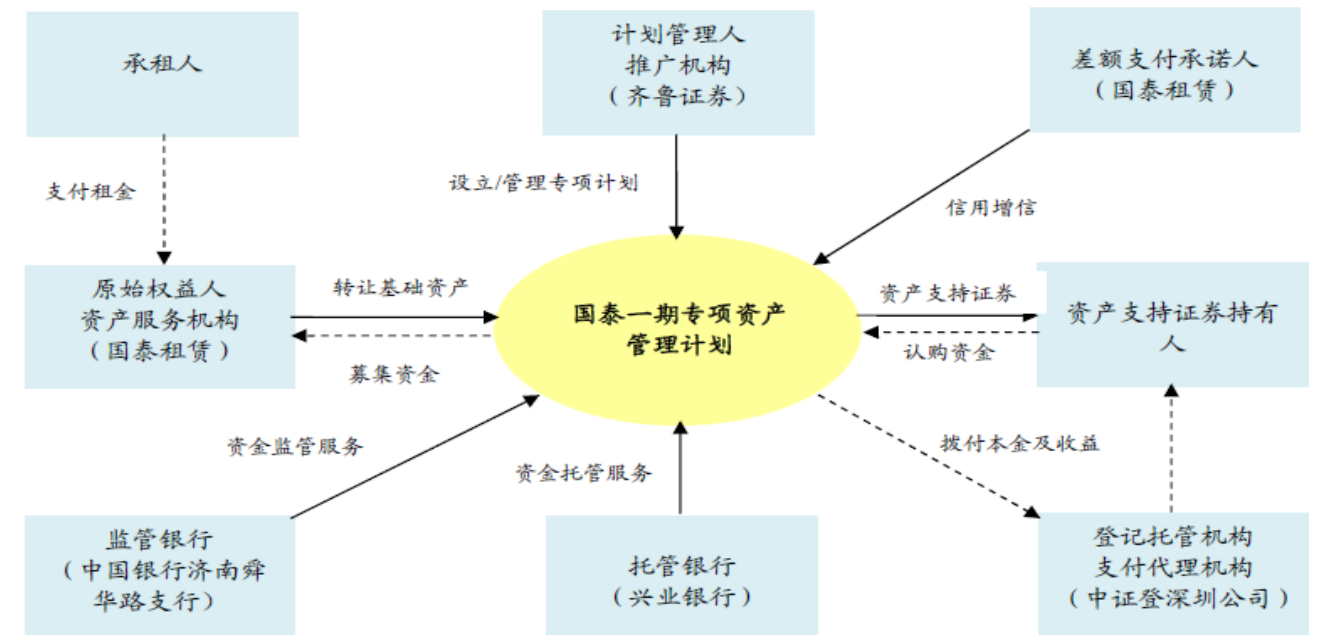 承租人
计划管理人
推广机构
（齐鲁证券）
差额支付承诺人
（国泰租赁）
支付租金
设立/管理专项计划
信用增信
原始权益人
资产服务机构
（国泰租赁）
转让基础资产
募集资金
国泰一期专项资产
管理计划
资产支持证券
认购资金
资产支持证券持有
人
资金监管服务
资金托管服务
拨付本金及收益
监管银行
（中国银行济南舜
华路支行）
托管银行
（兴业银行）
登记托管机构
支付代理机构
（中证登深圳公司）